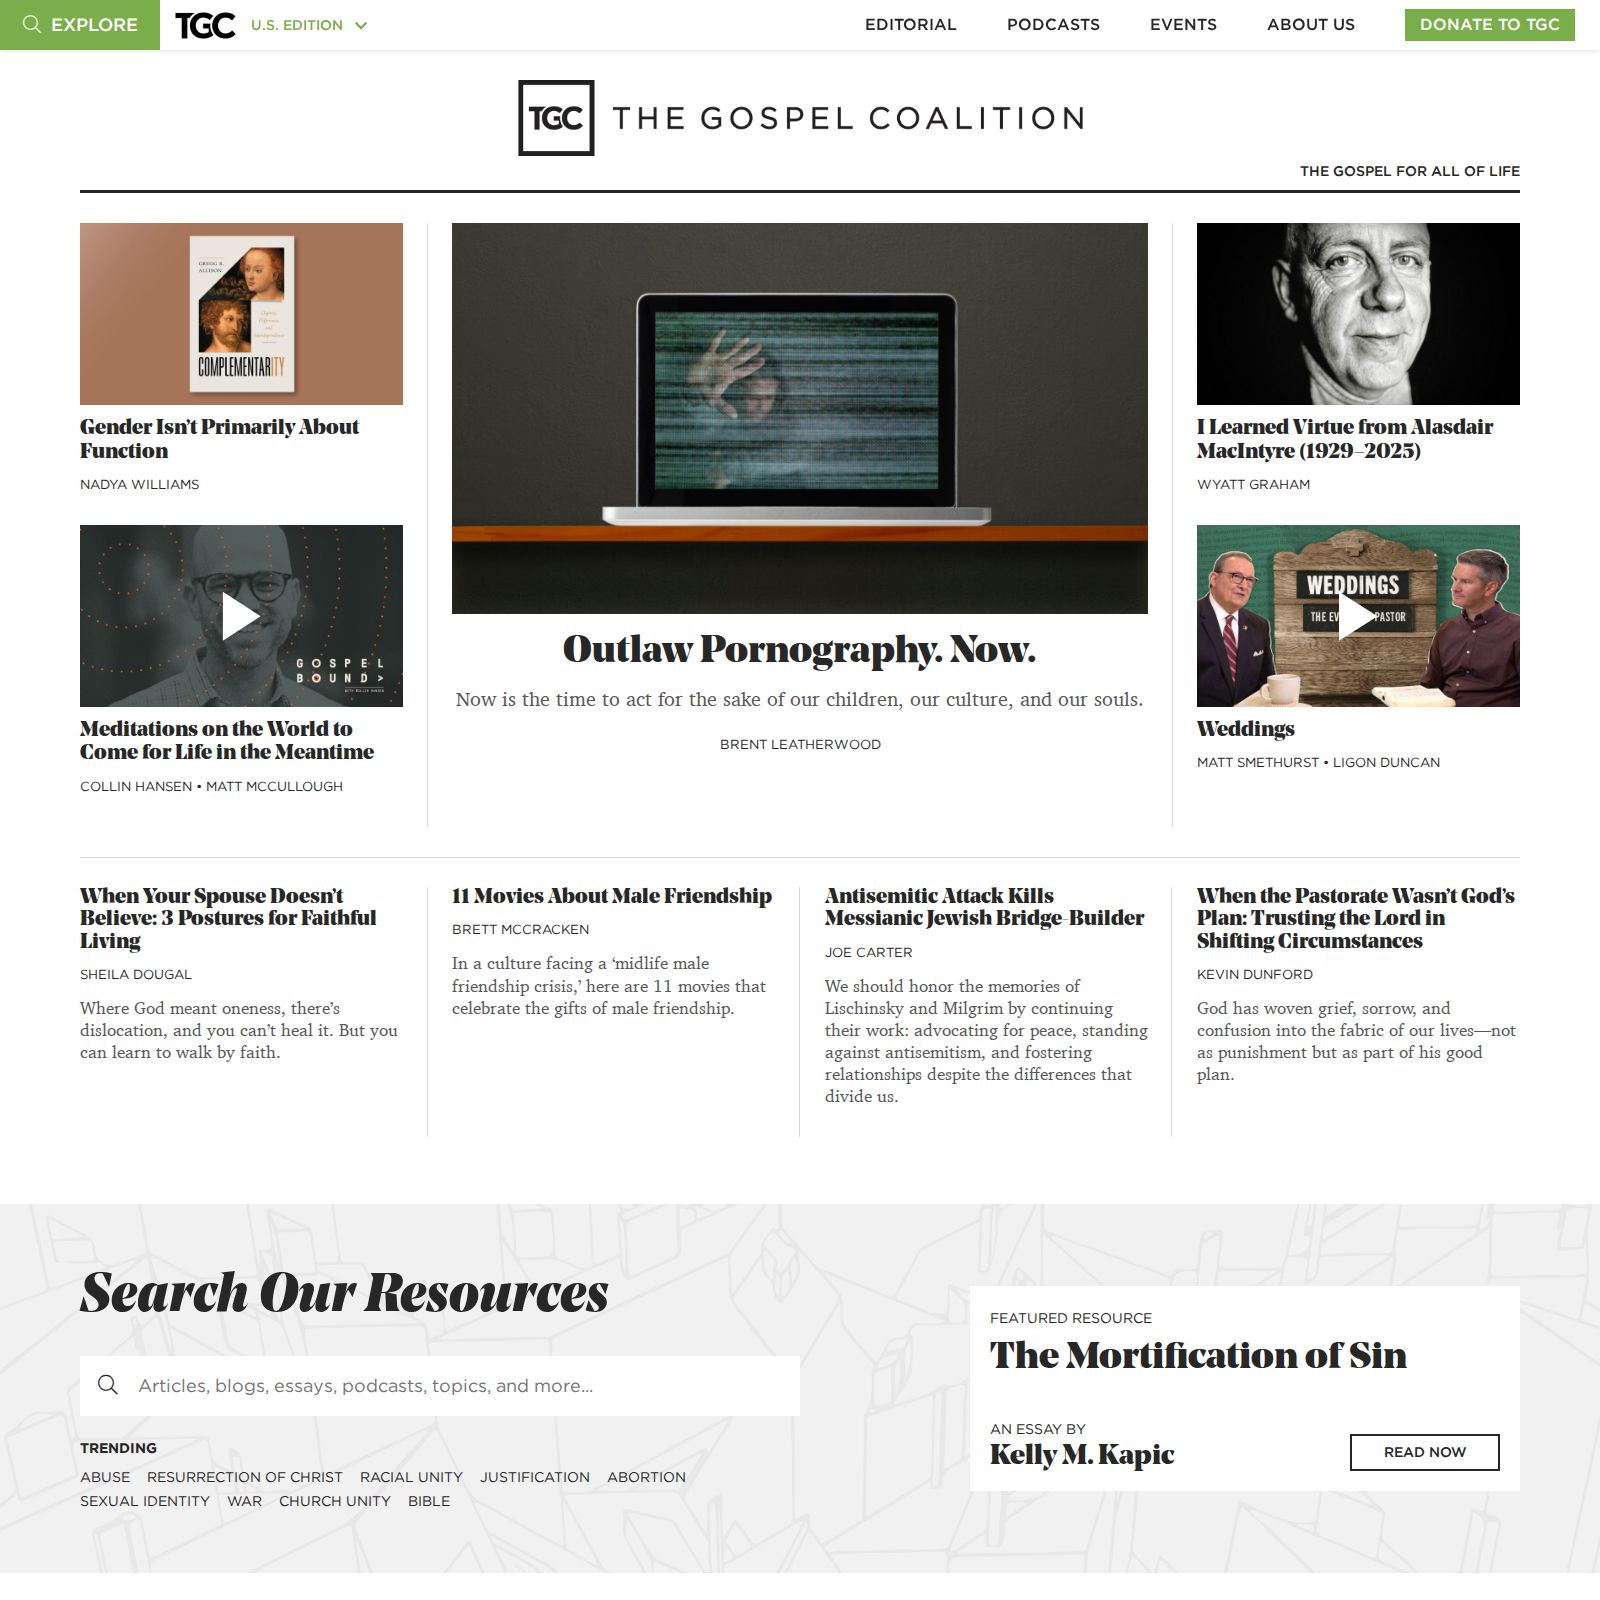 EXPLORE
TGC
U.S. EDITION
EDITORIAL
PODCASTS
EVENTS
ABOUT US
DONATE TO TGC
TGC THE GOSPEL COALITION
THE GOSPEL FOR ALL OF LIFE
GREGG R.
ALLISON
COMPLEMENTARITY
Gender Isn’t Primarily About
Function
NADYA WILLIAMS
GOSPEL
BOUND>
Meditations on the World to
Come for Life in the Meantime
COLLIN HANSEN • MATT MCCULLOUGH
Outlaw Pornography. Now.
Now is the time to act for the sake of our children, our culture, and our souls.
BRENT LEATHERWOOD
I Learned Virtue from Alasdair
MacIntyre (1929–2025)
WYATT GRAHAM
WEDDINGS
THE EV PASTOR
Weddings
MATT SMETHURST • LIGON DUNCAN
When Your Spouse Doesn’t
Believe: 3 Postures for Faithful
Living
SHEILA DOUGAL
Where God meant oneness, there’s
dislocation, and you can’t heal it. But you
can learn to walk by faith.
11 Movies About Male Friendship
BRETT MCCRACKEN
In a culture facing a ‘midlife male
friendship crisis,’ here are 11 movies that
celebrate the gifts of male friendship.
Antisemitic Attack Kills
Messianic Jewish Bridge-Builder
JOE CARTER
We should honor the memories of
Lischinsky and Milgrim by continuing
their work: advocating for peace, standing
against antisemitism, and fostering
relationships despite the differences that
divide us.
When the Pastorate Wasn’t God’s
Plan: Trusting the Lord in
Shifting Circumstances
KEVIN DUNFORD
God has woven grief, sorrow, and
confusion into the fabric of our lives—not
as punishment but as part of his good
plan.
Search Our Resources
Articles, blogs, essays, podcasts, topics, and more...
TRENDING
ABUSE RESURRECTION OF CHRIST RACIAL UNITY JUSTIFICATION ABORTION
SEXUAL IDENTITY WAR CHURCH UNITY BIBLE
FEATURED RESOURCE
The Mortification of Sin
AN ESSAY BY
Kelly M. Kapic
READ NOW